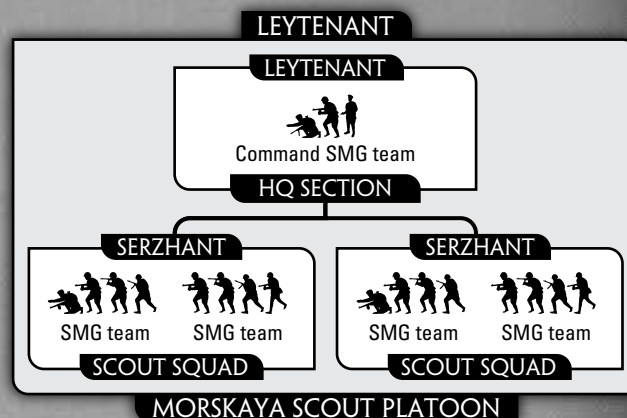 LEYTENANT
LEYTENANT
Command SMG team
HQ SECTION
SERZHANT
SMG team SMG team
SCOUT SQUAD
SERZHANT
SMG team SMG team
SCOUT SQUAD
MORSKAYA SCOUT PLATOON